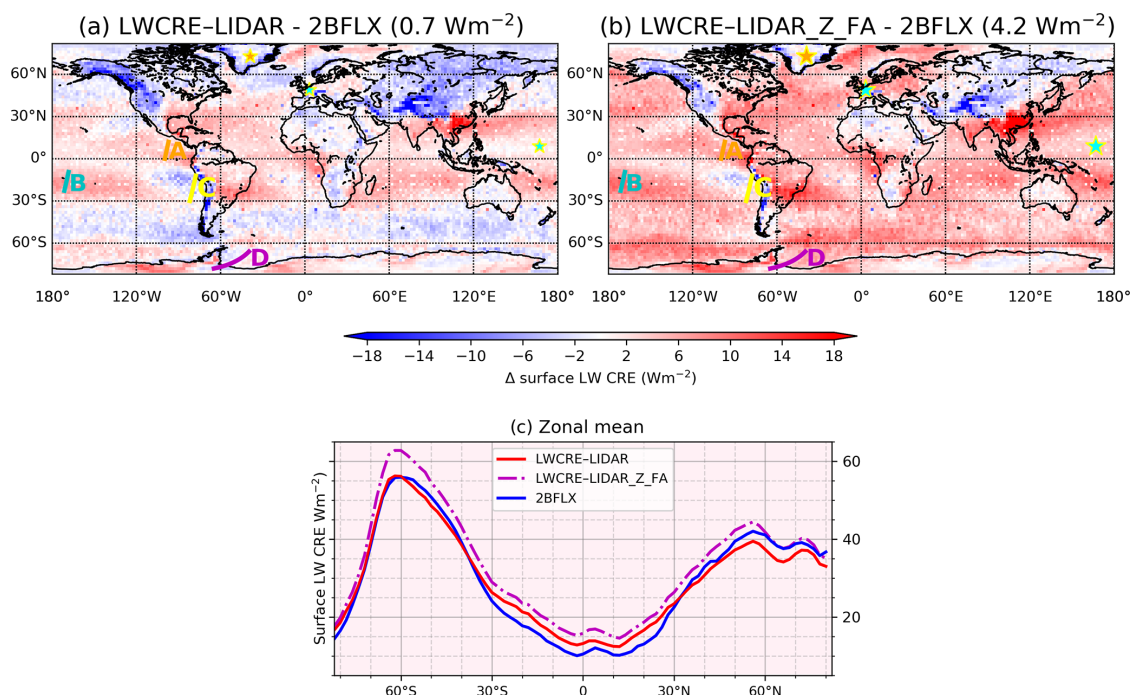 (a) LWCRE–LIDAR - 2BFLX (0.7 Wm⁻²)
(b) LWCRE–LIDAR_Z_FA - 2BFLX (4.2 Wm⁻²)
60°N
30°N
0°
30°S
60°S
A
B
C
D
180°
120°W
60°W
0°
60°E
120°E
180°
60°N
30°N
0°
30°S
60°S
A
B
C
D
180°
120°W
60°W
0°
60°E
120°E
180°
−18 −14 −10 −6 −2 2 6 10 14 18
Δ surface LW CRE (Wm⁻²)
(c) Zonal mean
Surface LW CRE Wm⁻²)
LWCRE–LIDAR
LWCRE–LIDAR_Z_FA
2BFLX
60
40
20
60°S 30°S 0 30°N 60°N